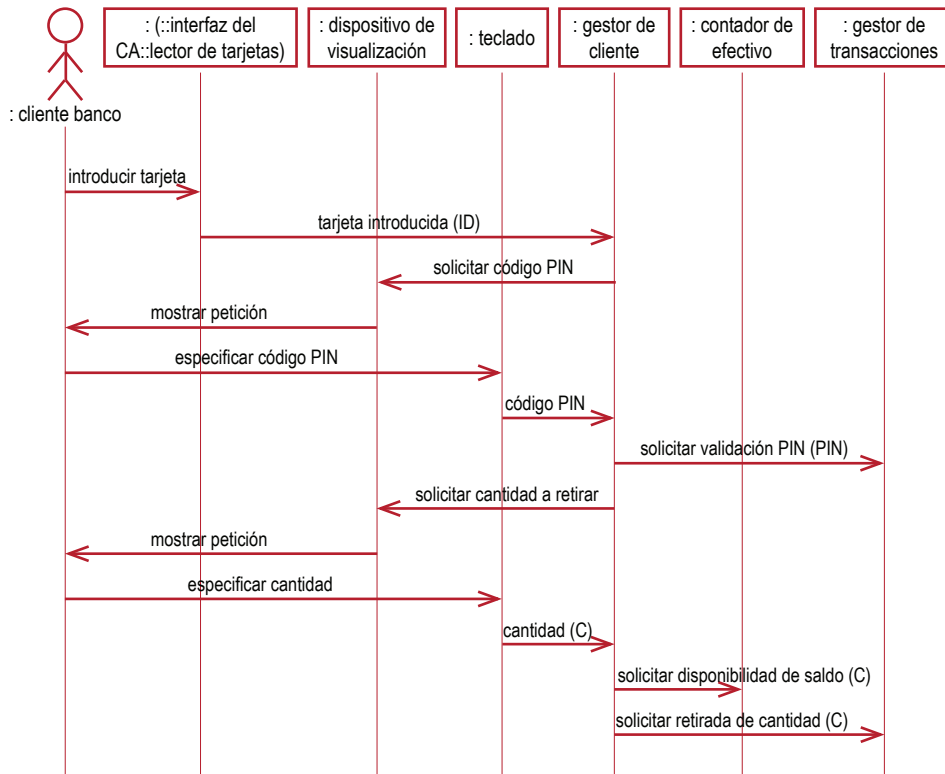 : (::interfaz del
CA::lector de tarjetas)
: dispositivo de
visualización
: teclado
: gestor de
cliente
: contador de
efectivo
: gestor de
transacciones
: cliente banco
introducir tarjeta
tarjeta introducida (ID)
solicitar código PIN
mostrar petición
especificar código PIN
código PIN
solicitar validación PIN (PIN)
solicitar cantidad a retirar
mostrar petición
especificar cantidad
cantidad (C)
solicitar disponibilidad de saldo (C)
solicitar retirada de cantidad (C)